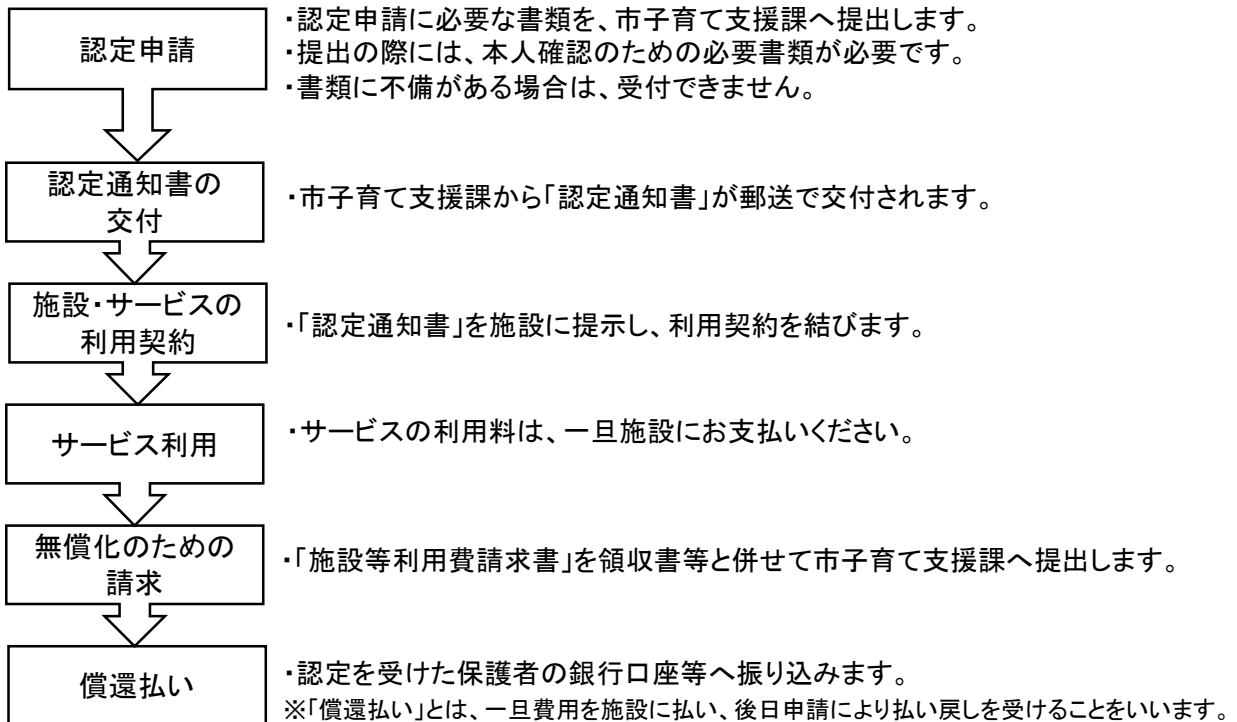 認定申請
・認定申請に必要な書類を、市子育て支援課へ提出します。
・提出の際には、本人確認のための必要書類が必要です。
・書類に不備がある場合は、受付できません。
認定通知書の
交付
・市子育て支援課から「認定通知書」が郵送で交付されます。
施設・サービスの
利用契約
・「認定通知書」を施設に提示し、利用契約を結びます。
サービス利用
・サービスの利用料は、一旦施設にお支払いください。
無償化のための
請求
・「施設等利用費請求書」を領収書等と併せて市子育て支援課へ提出します。
償還払い
・認定を受けた保護者の銀行口座等へ振り込みます。
※「償還払い」とは、一旦費用を施設に払い、後日申請により払い戻しを受けることをいいます。